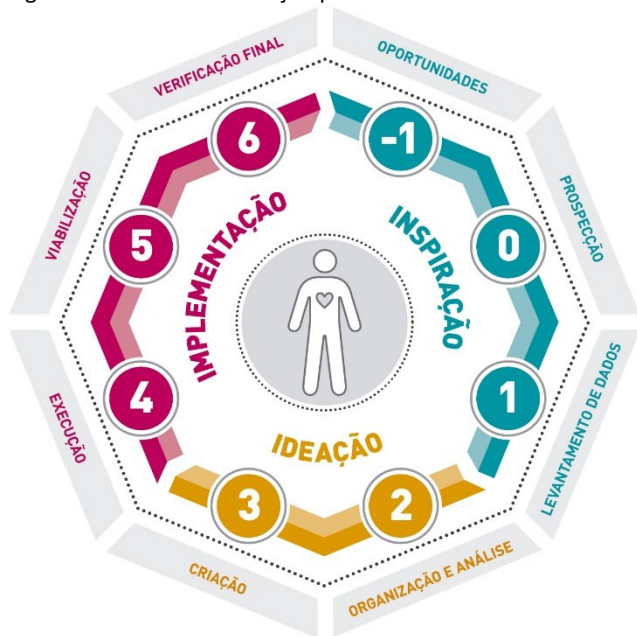 OPORTUNIDADES
-1
PROSPECÇÃO
0
LEVANTAMENTO DE DADOS
1
INSPIRAÇÃO
ORGANIZAÇÃO E ANÁLISE
2
CRIAÇÃO
3
IDEAÇÃO
EXECUÇÃO
4
VIABILIZAÇÃO
5
VERIFICAÇÃO FINAL
6
IMPLEMENTAÇÃO